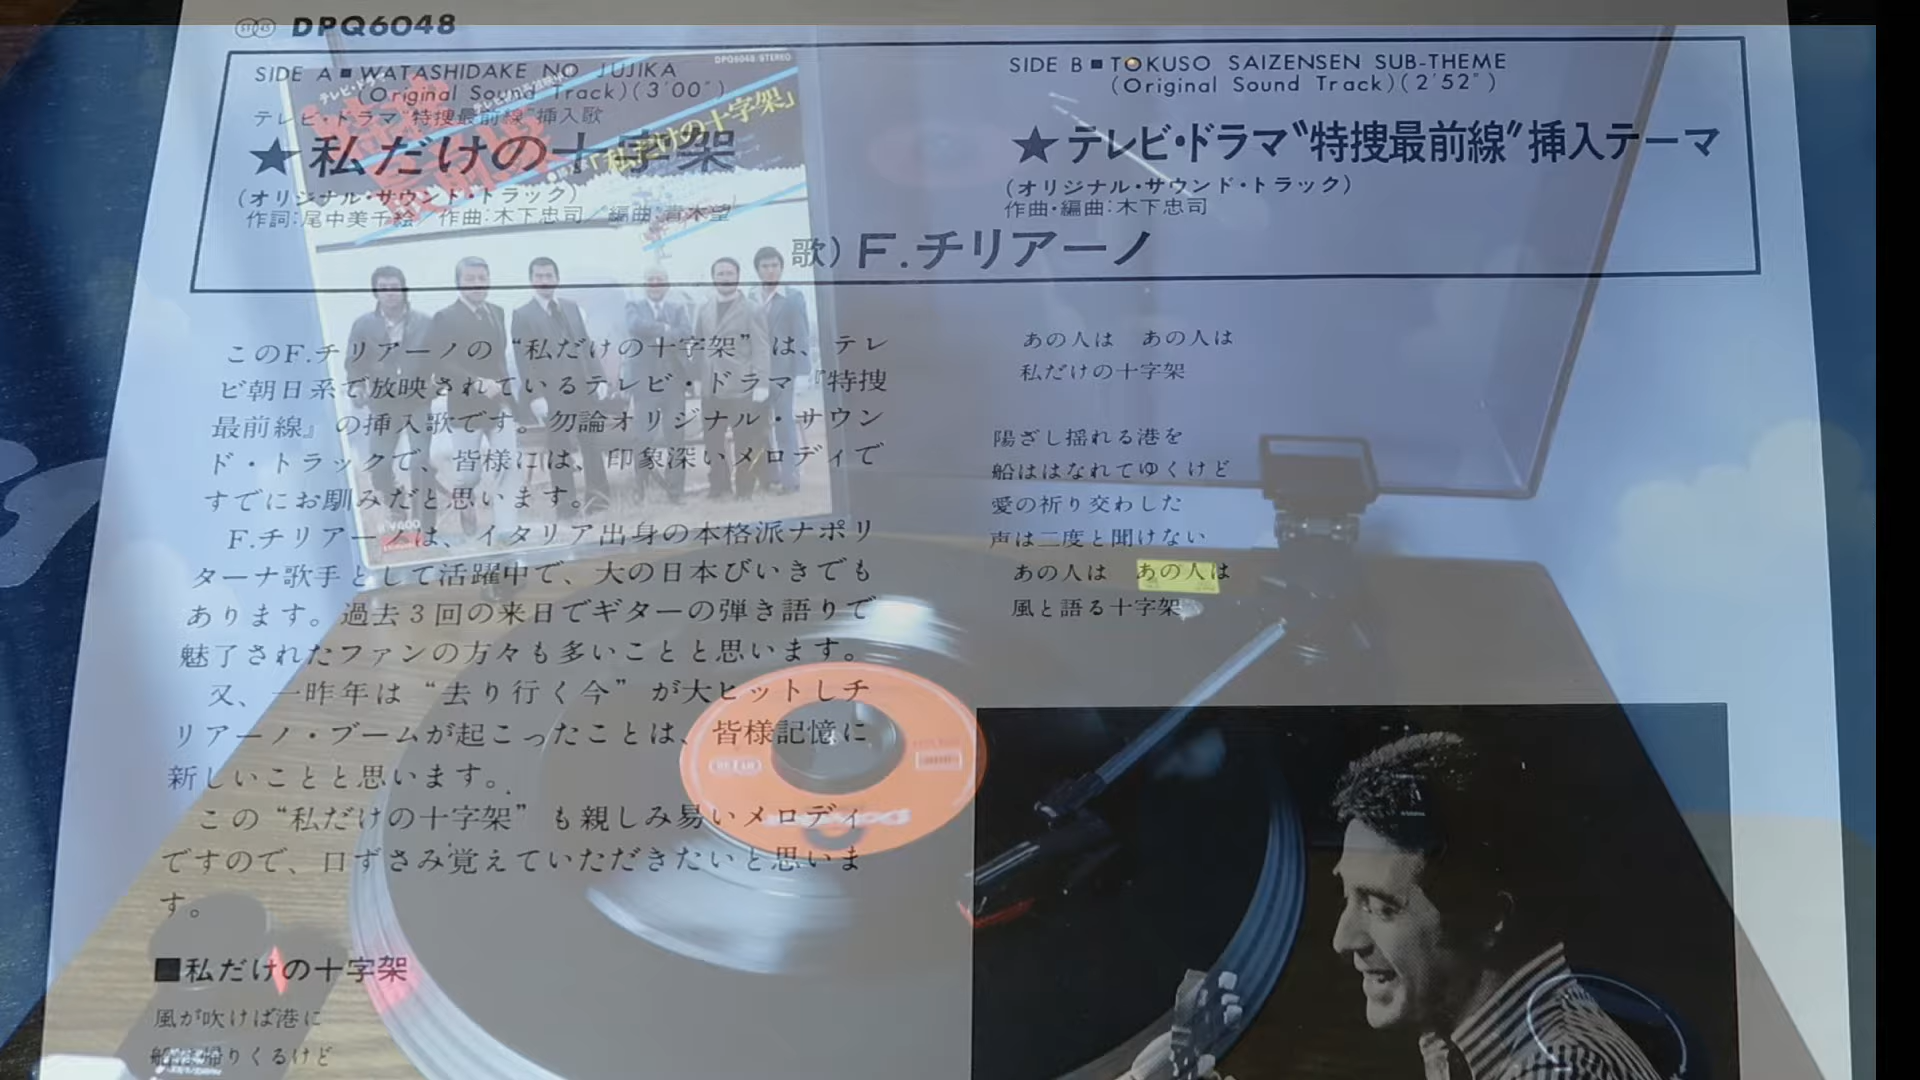 DPQ6048
SIDE A■WATASHIDAKE NO JUJIKA
(Original Sound Track)(3'00")
テレビ・ドラマ“特捜最前線”挿入歌
★私だけの十字架
(オリジナル・サウンド・トラック)
作詞:尾中美千絵/作曲:木下忠司/編曲:青木望
SIDE B■TOKUSO SAIZENSEN SUB-THEME
(Original Sound Track)(2'52")
★テレビ・ドラマ“特捜最前線”挿入テーマ
(オリジナル・サウンド・トラック)
作曲・編曲:木下忠司
歌)F.チリアーノ
DPQ6048 STEREO
「私だけの十字架」
このF.チリアーノの“私だけの十字架”は、テレ
ビ朝日系で放映されているテレビ・ドラマ『特捜
最前線』の挿入歌です。勿論オリジナル・サウン
ド・トラックで、皆様には、印象深いメロディで
すでにお馴みだと思います。
F.チリアーノは、イタリア出身の本格派ナポリ
ターナ歌手として活躍中で、大の日本びいきでも
あります。過去3回の来日でギターの弾き語りで
魅了されたファンの方々も多いことと思います。
又、一昨年は“去り行く今”が大ヒットしチ
リアーノ・ブームが起こったことは、皆様記憶に
新しいことと思います。
この“私だけの十字架”も親しみ易いメロディ
ですので、口ずさみ覚えていただきたいと思いま
す。
■私だけの十字架
風が吹けば港に
船は帰りくるけど
あの人は あの人は
私だけの十字架
陽ざし揺れる港を
船ははなれてゆくけど
愛の祈り交わした
声は二度と聞けない
あの人は あの人は
風と語る十字架